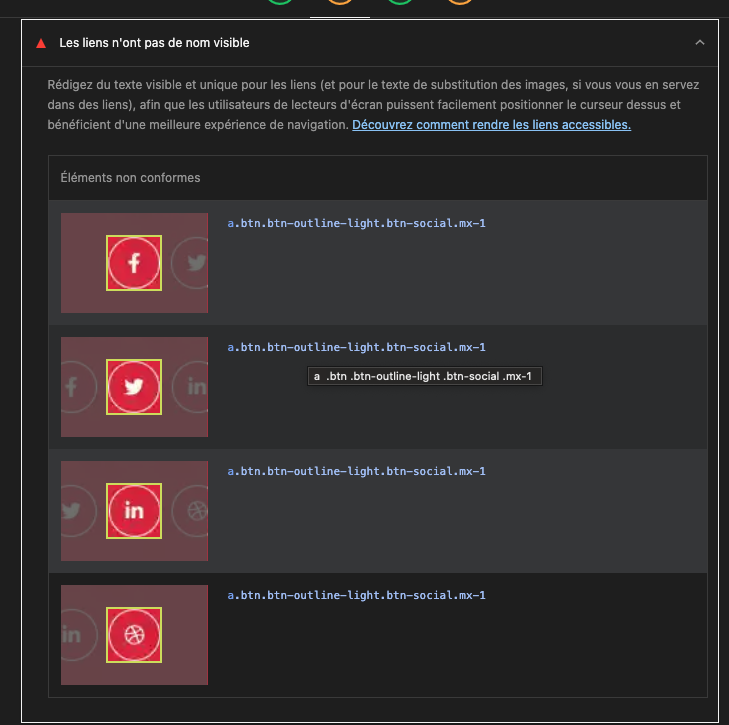 Les liens n'ont pas de nom visible
Rédigez du texte visible et unique pour les liens (et pour le texte de substitution des images, si vous vous en servez
dans des liens), afin que les utilisateurs de lecteurs d'écran puissent facilement positionner le curseur dessus et
bénéficient d'une meilleure expérience de navigation. Découvrez comment rendre les liens accessibles.
Éléments non conformes
a.btn.btn-outline-light.btn-social.mx-1
a.btn.btn-outline-light.btn-social.mx-1
a .btn .btn-outline-light .btn-social .mx-1
a.btn.btn-outline-light.btn-social.mx-1
in
a.btn.btn-outline-light.btn-social.mx-1